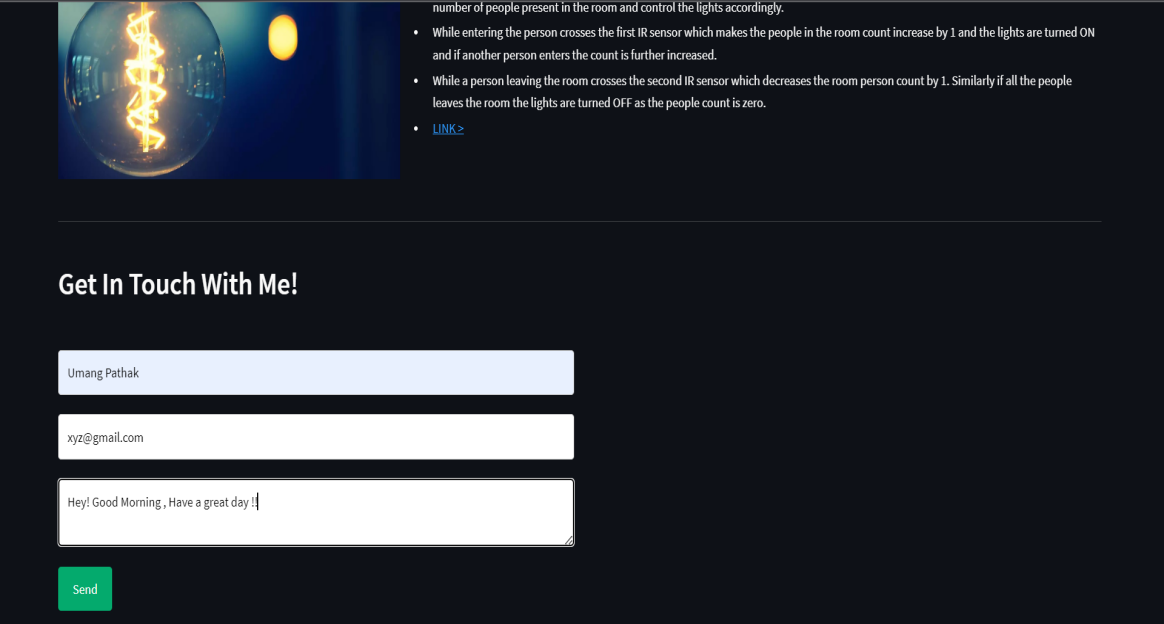 number of people present in the room and control the lights accordingly.
While entering the person crosses the first IR sensor which makes the people in the room count increase by 1 and the lights are turned ON
and if another person enters the count is further increased.
While a person leaving the room crosses the second IR sensor which decreases the room person count by 1. Similarly if all the people
leaves the room the lights are turned OFF as the people count is zero.
LINK >
Get In Touch With Me!
Umang Pathak
xyz@gmail.com
Hey! Good Morning , Have a great day !!
Send